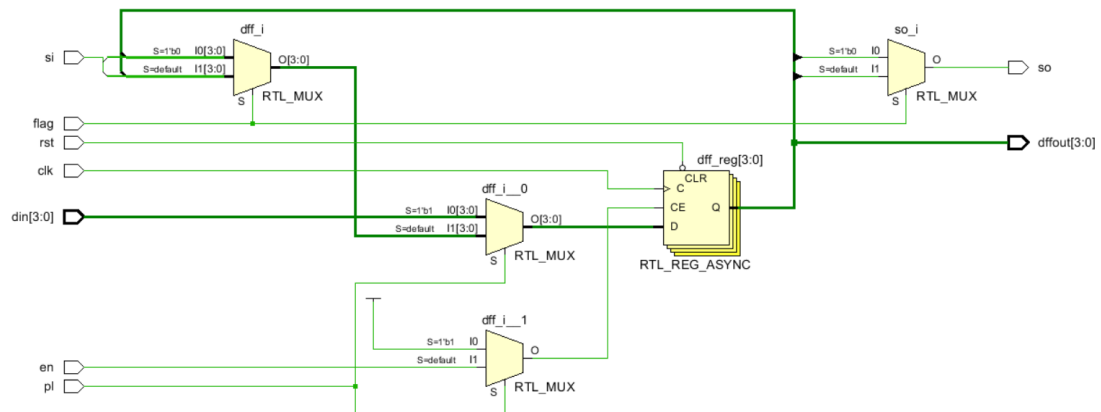 dff_i
so_i
si
S=1'b0 I0[3:0]
S=default I1[3:0]
O[3:0]
S
RTL_MUX
S=1'b0 I0
S=default I1
O
S
RTL_MUX
so
flag
rst
clk
dff_reg[3:0]
CLR
C
CE
D
Q
RTL_REG_ASYNC
dffout[3:0]
din[3:0]
dff_i__0
S=1'b1 I0[3:0]
S=default I1[3:0]
O[3:0]
S
RTL_MUX
dff_i__1
S=1'b1 I0
S=default I1
O
S
RTL_MUX
en
pl